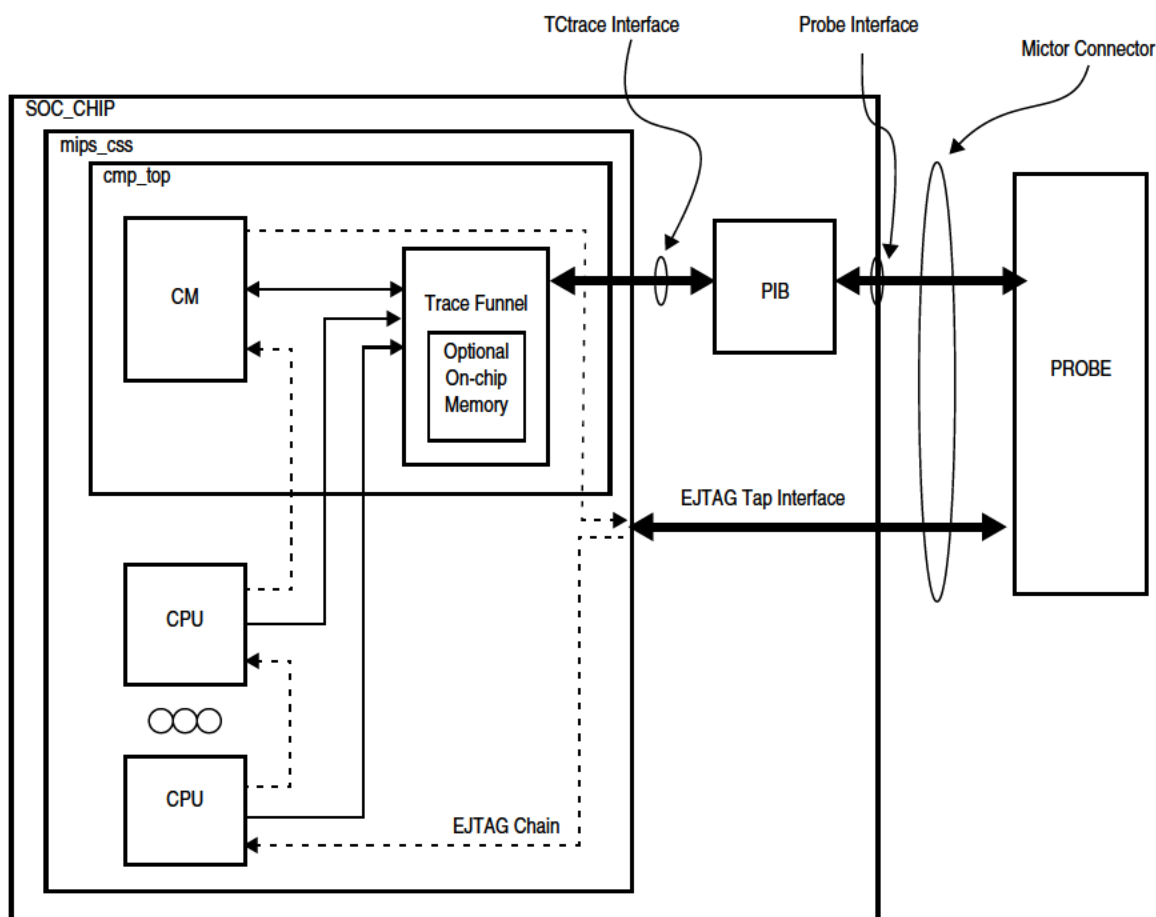 TCtrace Interface
Probe Interface
Mictor Connector
SOC_CHIP
mips_css
cmp_top
CM
Trace Funnel
Optional
On-chip
Memory
PIB
PROBE
EJTAG Tap Interface
CPU
CPU
EJTAG Chain